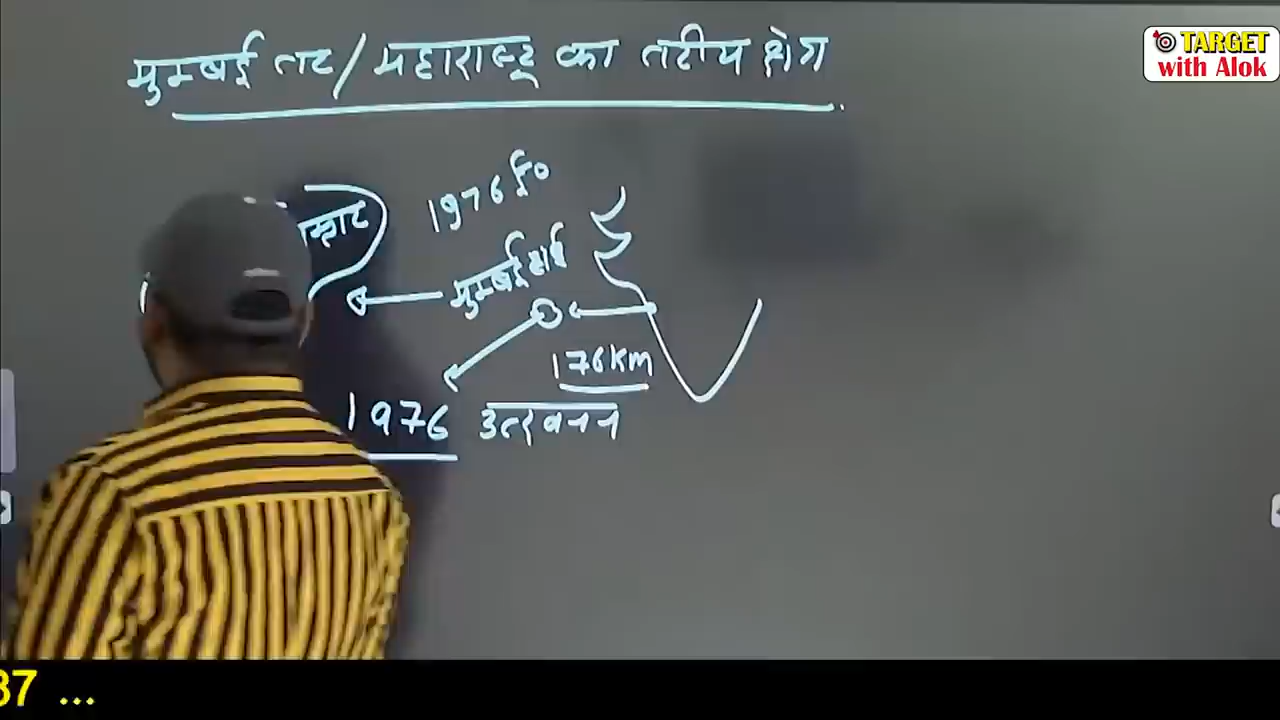 मुम्बई तट/महाराष्ट्र का तटीय क्षेत्र
TARGET
with Alok
1976 ई०
मुम्बई हाई
176 km
1976 उत्खनन
37 ...